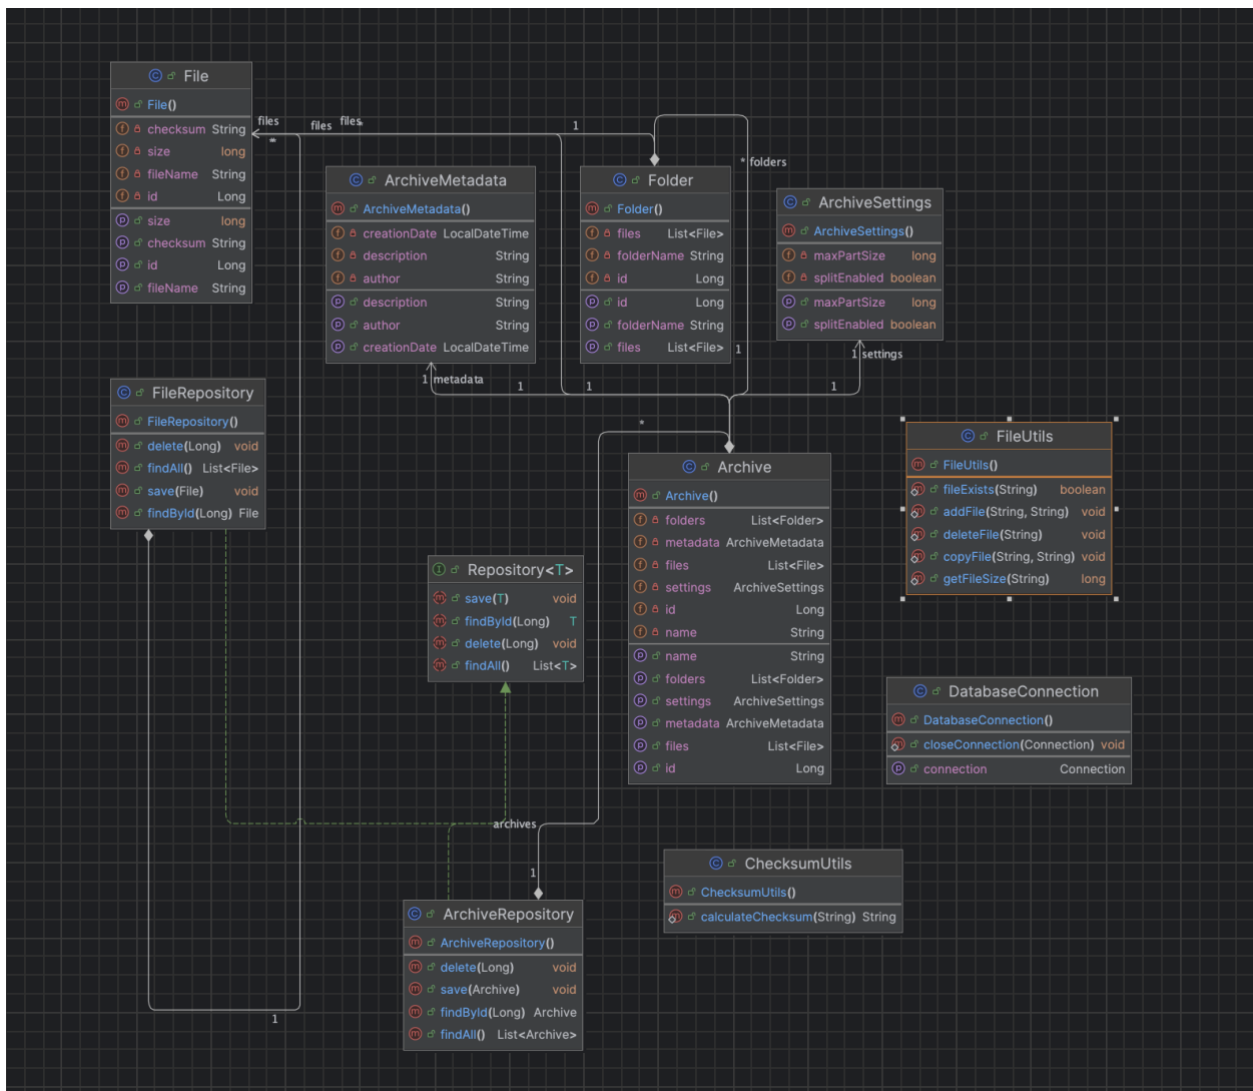 File
File()
checksum String
size long
fileName String
id Long
size long
checksum String
id Long
fileName String
files
*
files
files
*
1
* folders
ArchiveMetadata
ArchiveMetadata()
creationDate LocalDateTime
description String
author String
description String
author String
creationDate LocalDateTime
Folder
Folder()
files List<File>
folderName String
id Long
id Long
folderName String
files List<File>
1
ArchiveSettings
ArchiveSettings()
maxPartSize long
splitEnabled boolean
maxPartSize long
splitEnabled boolean
1 settings
1 metadata
1
1
1
FileRepository
FileRepository()
delete(Long) void
findAll() List<File>
save(File) void
findById(Long) File
*
Archive
Archive()
folders List<Folder>
metadata ArchiveMetadata
files List<File>
settings ArchiveSettings
id Long
name String
name String
folders List<Folder>
settings ArchiveSettings
metadata ArchiveMetadata
files List<File>
id Long
FileUtils
FileUtils()
fileExists(String) boolean
addFile(String, String) void
deleteFile(String) void
copyFile(String, String) void
getFileSize(String) long
Repository<T>
save(T) void
findById(Long) T
delete(Long) void
findAll() List<T>
DatabaseConnection
DatabaseConnection()
closeConnection(Connection) void
connection Connection
archives
1
ChecksumUtils
ChecksumUtils()
calculateChecksum(String) String
ArchiveRepository
ArchiveRepository()
delete(Long) void
save(Archive) void
findById(Long) Archive
findAll() List<Archive>
1